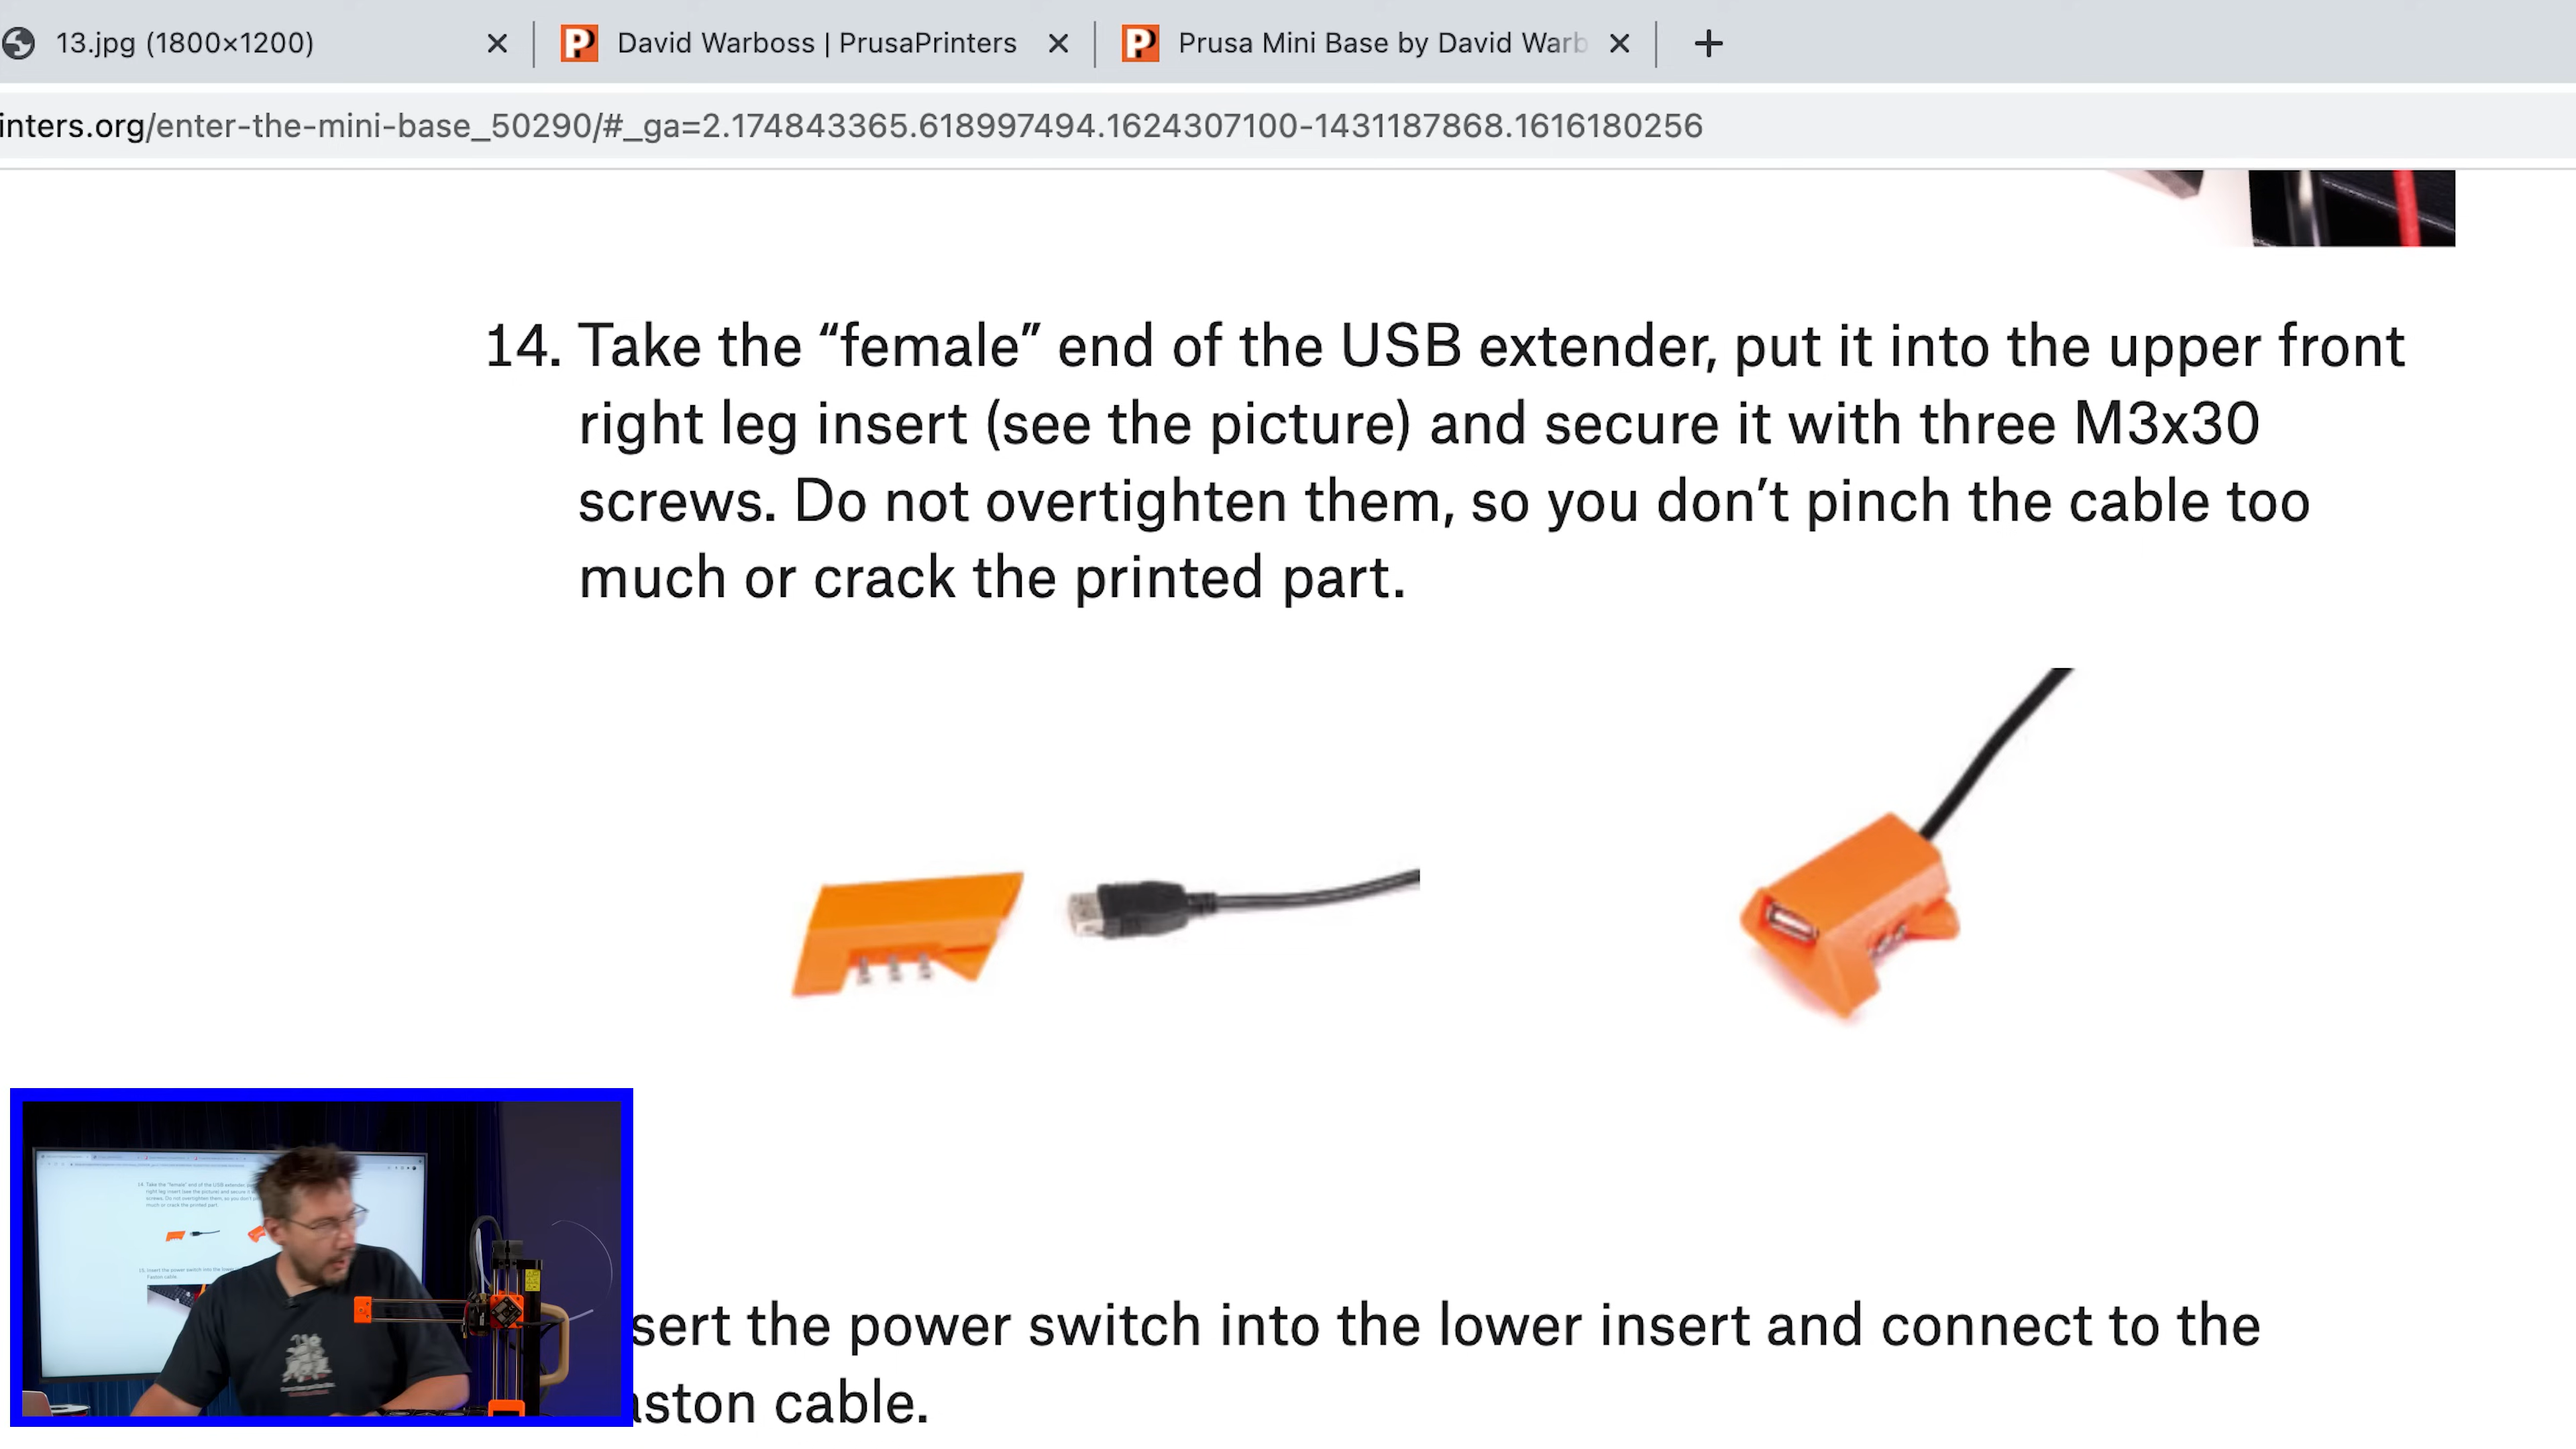 13.jpg (1800×1200)
David Warboss | PrusaPrinters
Prusa Mini Base by David Warb
inters.org/enter-the-mini-base_50290/#_ga=2.174843365.618997494.1624307100-1431187868.1616180256
14. Take the “female” end of the USB extender, put it into the upper front
right leg insert (see the picture) and secure it with three M3x30
screws. Do not overtighten them, so you don’t pinch the cable too
much or crack the printed part.
sert the power switch into the lower insert and connect to the
aston cable.